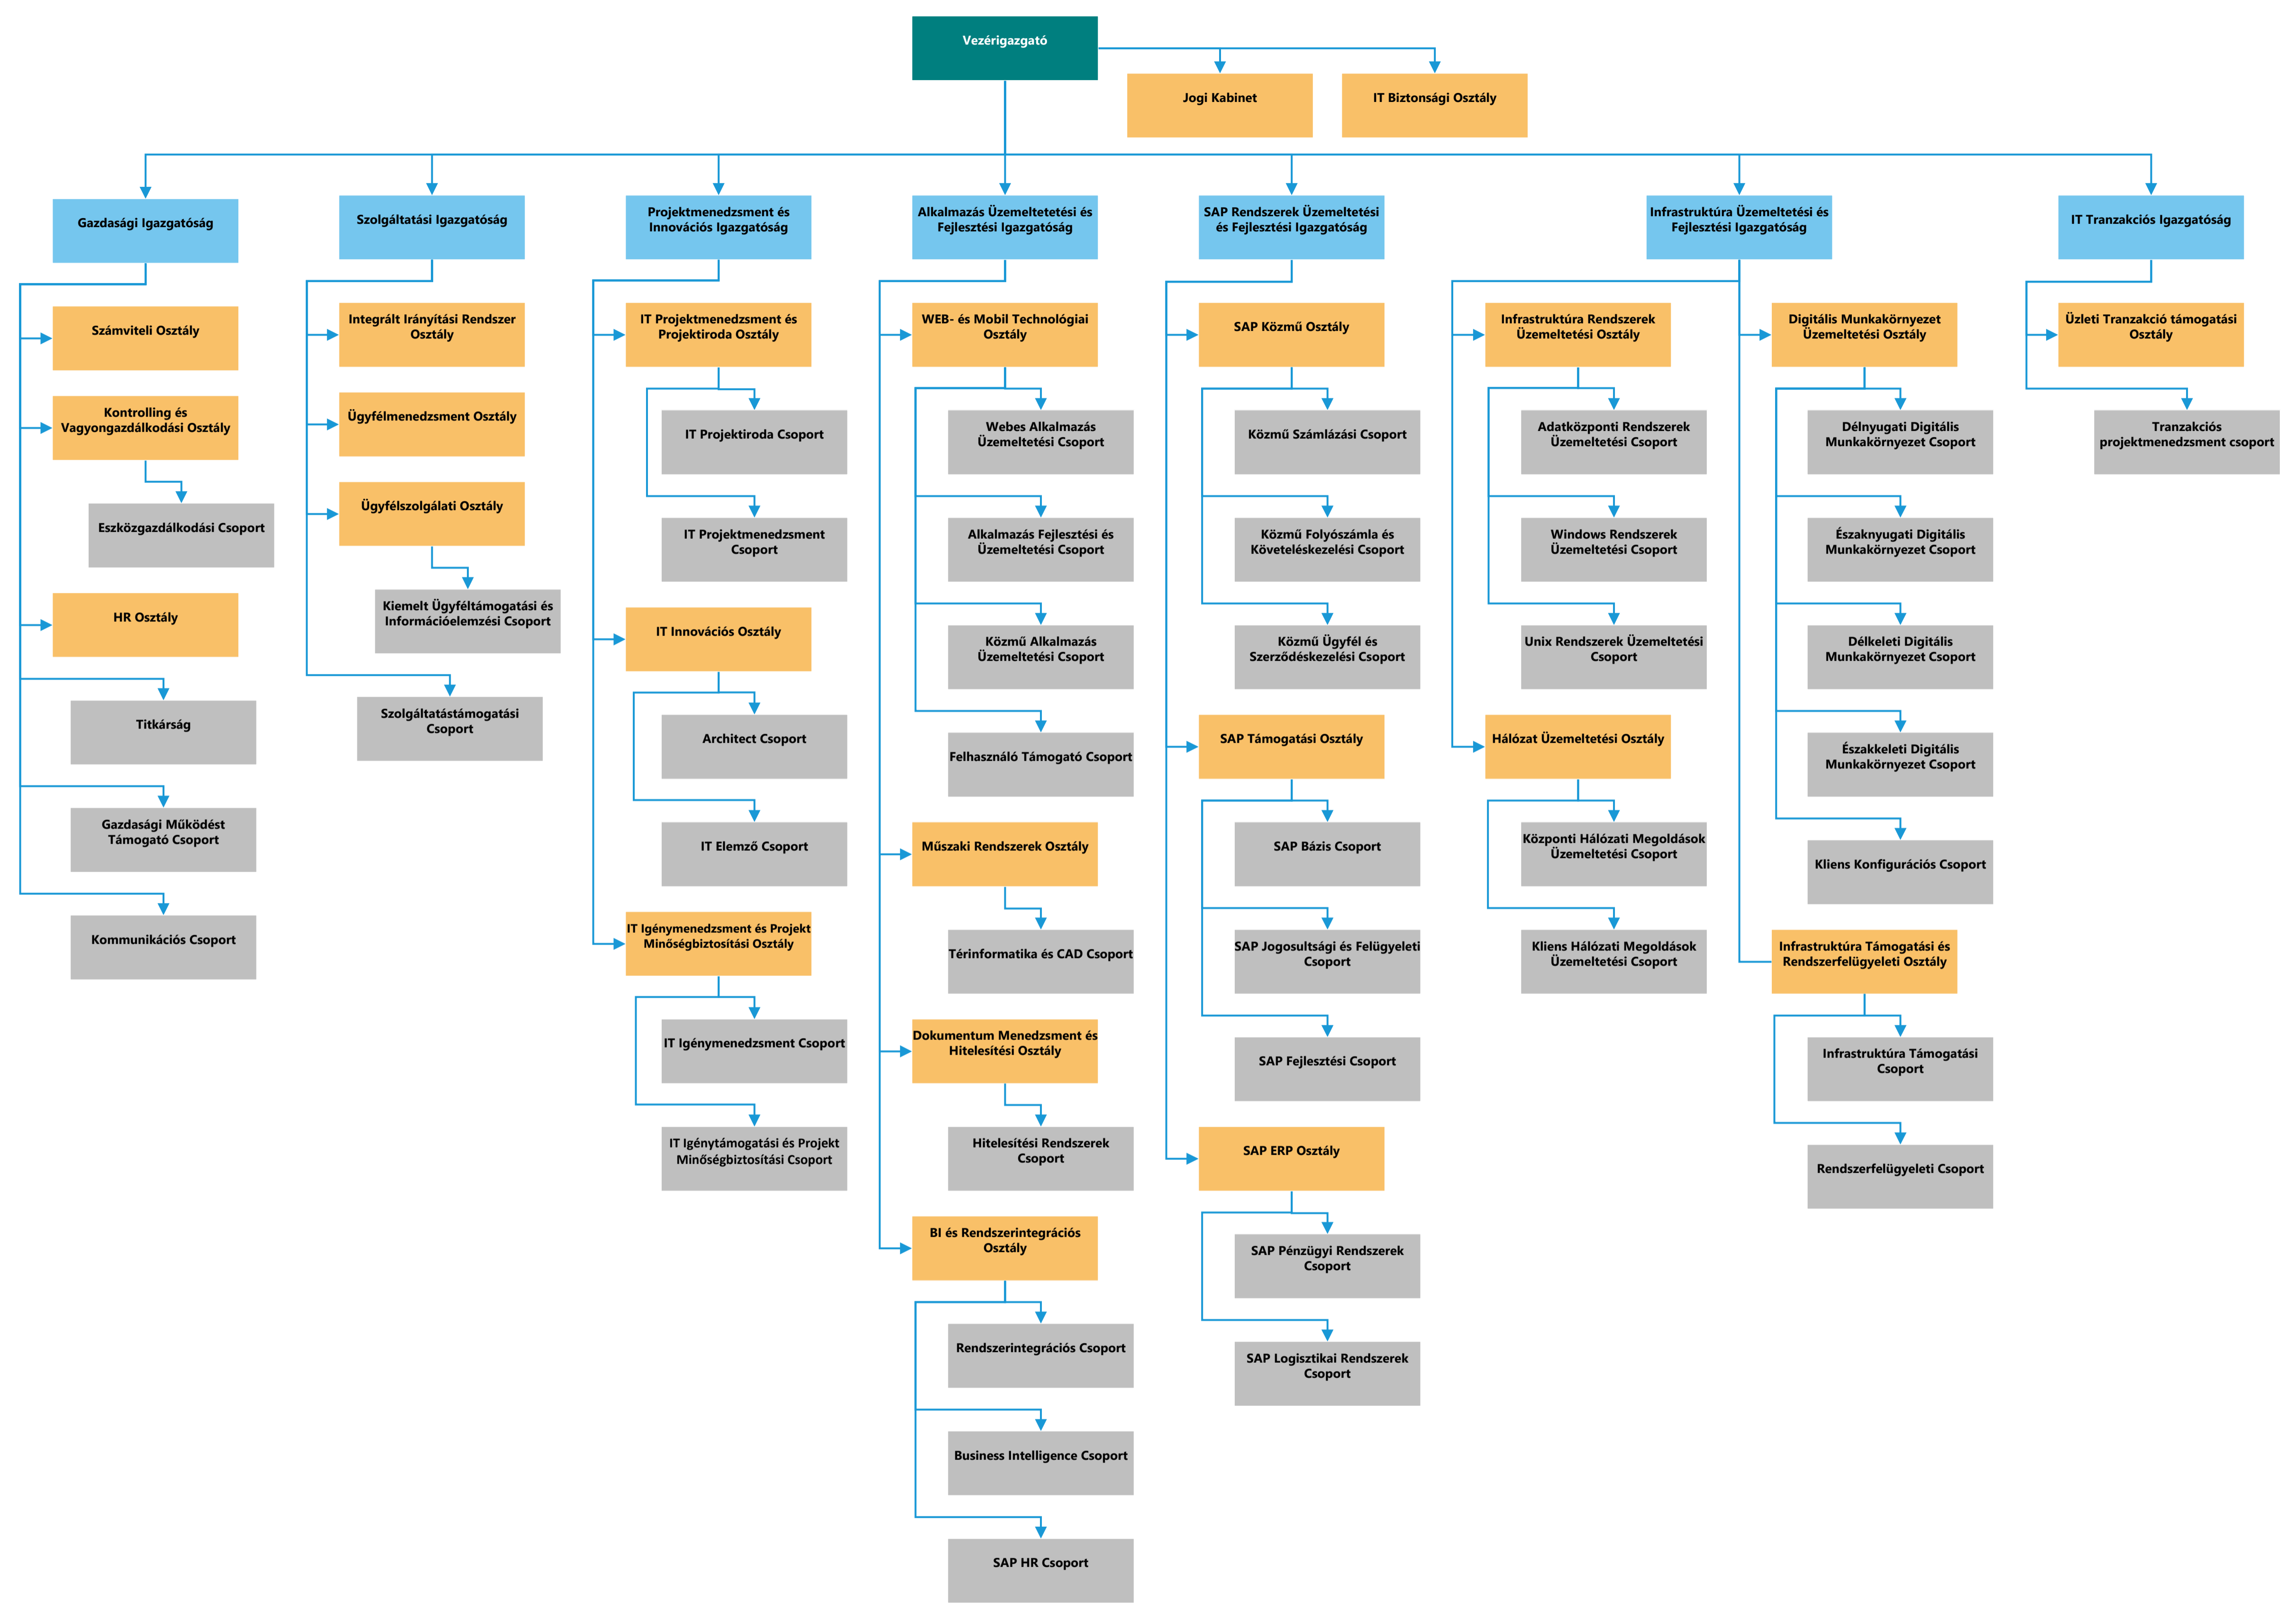 Vezérigazgató
Jogi Kabinet
IT Biztonsági Osztály
Gazdasági Igazgatóság
Számviteli Osztály
Kontrolling és
Vagyongazdálkodási Osztály
Eszközgazdálkodási Csoport
HR Osztály
Titkárság
Gazdasági Működést
Támogató Csoport
Kommunikációs Csoport
Szolgáltatási Igazgatóság
Integrált Irányítási Rendszer
Osztály
Ügyfélmenedzsment Osztály
Ügyfélszolgálati Osztály
Kiemelt Ügyféltámogatási és
Információelemzési Csoport
Szolgáltatástámogatási
Csoport
Projektmenedzsment és
Innovációs Igazgatóság
IT Projektmenedzsment és
Projektiroda Osztály
IT Projektiroda Csoport
IT Projektmenedzsment
Csoport
IT Innovációs Osztály
Architect Csoport
IT Elemző Csoport
IT Igénymenedzsment és Projekt
Minőségbiztosítási Osztály
IT Igénymenedzsment Csoport
IT Igénytámogatási és Projekt
Minőségbiztosítási Csoport
Alkalmazás Üzemeltetetési és
Fejlesztési Igazgatóság
WEB- és Mobil Technológiai
Osztály
Webes Alkalmazás
Üzemeltetési Csoport
Alkalmazás Fejlesztési és
Üzemeltetési Csoport
Közmű Alkalmazás
Üzemeltetési Csoport
Felhasználó Támogató Csoport
Műszaki Rendszerek Osztály
Térinformatika és CAD Csoport
Dokumentum Menedzsment és
Hitelesítési Osztály
Hitelesítési Rendszerek
Csoport
BI és Rendszerintegrációs
Osztály
Rendszerintegrációs Csoport
Business Intelligence Csoport
SAP HR Csoport
SAP Rendszerek Üzemeltetési
és Fejlesztési Igazgatóság
SAP Közmű Osztály
Közmű Számlázási Csoport
Közmű Folyószámla és
Követeléskezelési Csoport
Közmű Ügyfél és
Szerződéskezelési Csoport
SAP Támogatási Osztály
SAP Bázis Csoport
SAP Jogosultsági és Felügyeleti
Csoport
SAP Fejlesztési Csoport
SAP ERP Osztály
SAP Pénzügyi Rendszerek
Csoport
SAP Logisztikai Rendszerek
Csoport
Infrastruktúra Üzemeltetési és
Fejlesztési Igazgatóság
Infrastruktúra Rendszerek
Üzemeltetési Osztály
Adatközponti Rendszerek
Üzemeltetési Csoport
Windows Rendszerek
Üzemeltetési Csoport
Unix Rendszerek Üzemeltetési
Csoport
Hálózat Üzemeltetési Osztály
Központi Hálózati Megoldások
Üzemeltetési Csoport
Kliens Hálózati Megoldások
Üzemeltetési Csoport
Digitális Munkakörnyezet
Üzemeltetési Osztály
Délnyugati Digitális
Munkakörnyezet Csoport
Északnyugati Digitális
Munkakörnyezet Csoport
Délkeleti Digitális
Munkakörnyezet Csoport
Északkeleti Digitális
Munkakörnyezet Csoport
Kliens Konfigurációs Csoport
Infrastruktúra Támogatási és
Rendszerfelügyeleti Osztály
Infrastruktúra Támogatási
Csoport
Rendszerfelügyeleti Csoport
IT Tranzakciós Igazgatóság
Üzleti Tranzakció támogatási
Osztály
Tranzakciós
projektmenedzsment csoport